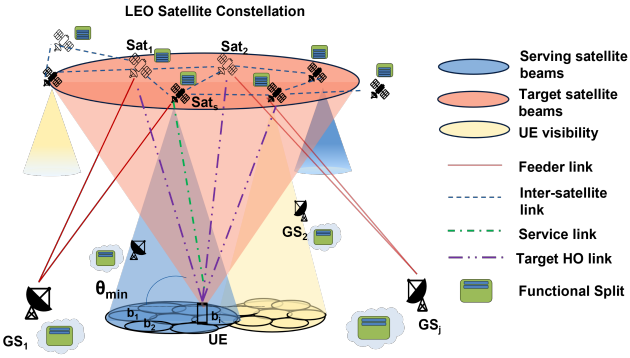 LEO Satellite Constellation
Sat1
Sat2
Sats
GS2
θmin
b1
b2
bi
UE
GS1
GSj
Serving satellite
beams
Target satellite
beams
UE visibility
Feeder link
Inter-satellite
link
Service link
Target HO link
Functional Split